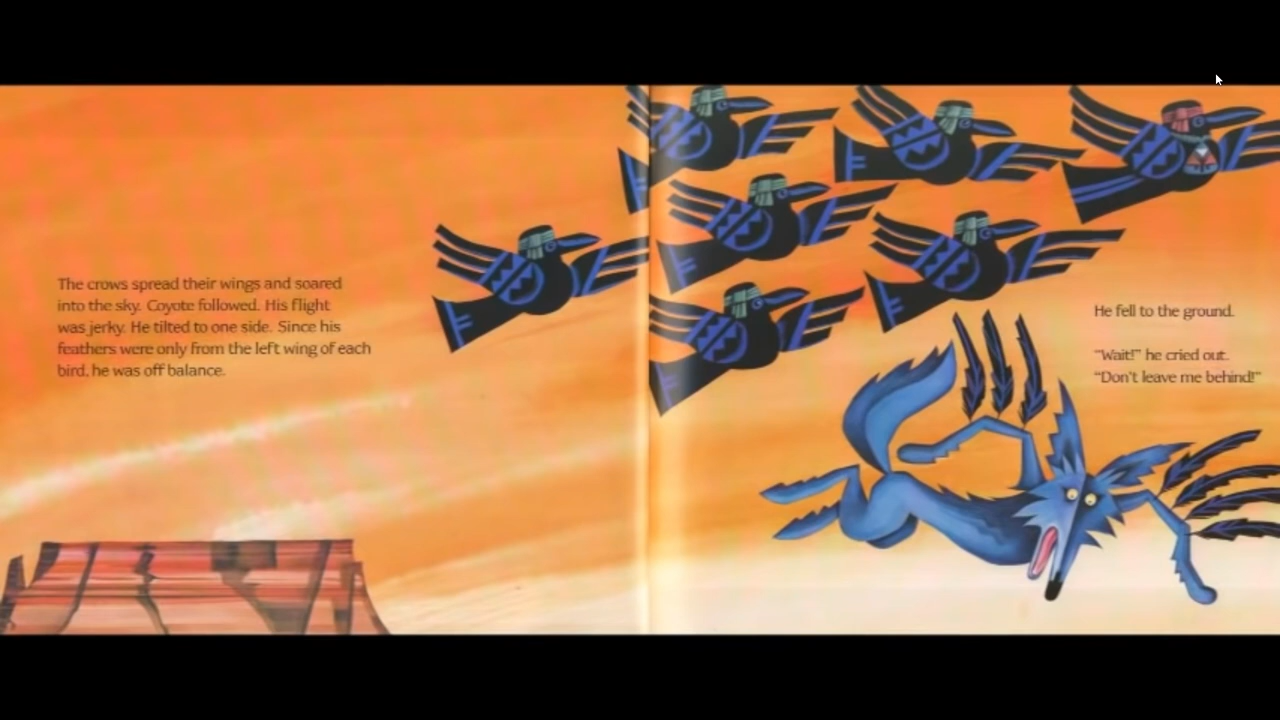 The crows spread their wings and soared
into the sky. Coyote followed. His flight
was jerky. He tilted to one side. Since his
feathers were only from the left wing of each
bird, he was off balance.
He fell to the ground.
“Wait!” he cried out.
“Don’t leave me behind!”